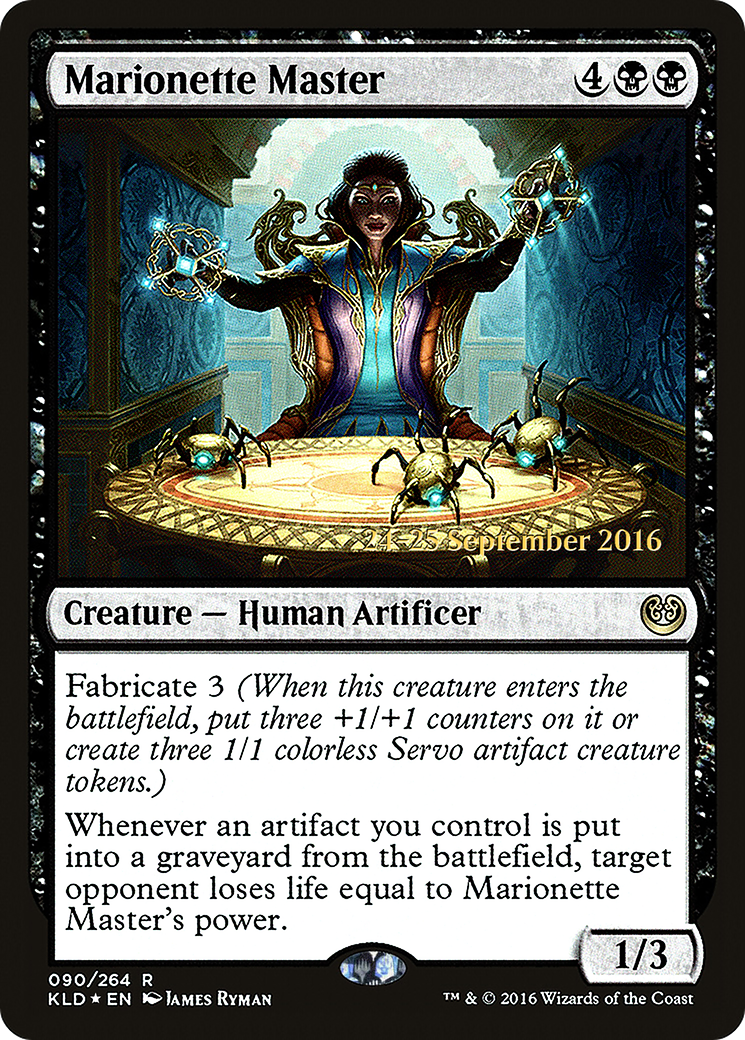 Marionette Master 4
24–25 September 2016
Creature — Human Artificer
Fabricate 3 (When this creature enters the
battlefield, put three +1/+1 counters on it or
create three 1/1 colorless Servo artifact creature
tokens.)
Whenever an artifact you control is put
into a graveyard from the battlefield, target
opponent loses life equal to Marionette
Master's power.
1/3
090/264 R
KLD ★ EN James Ryman
™ & © 2016 Wizards of the Coast